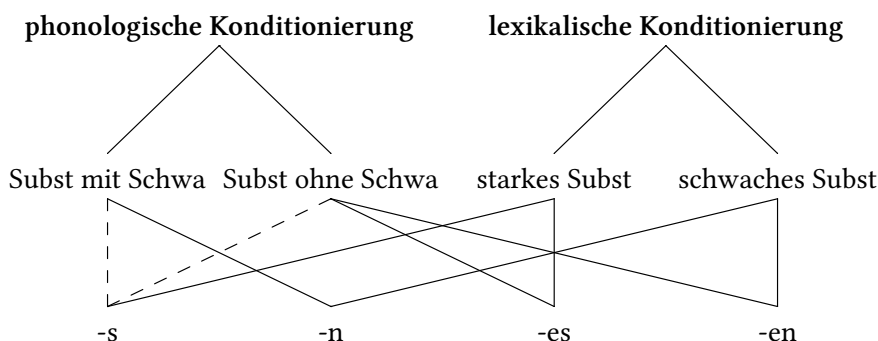 phonologische Konditionierung lexikalische Konditionierung
Subst mit Schwa Subst ohne Schwa starkes Subst schwaches Subst
-s -n -es -en